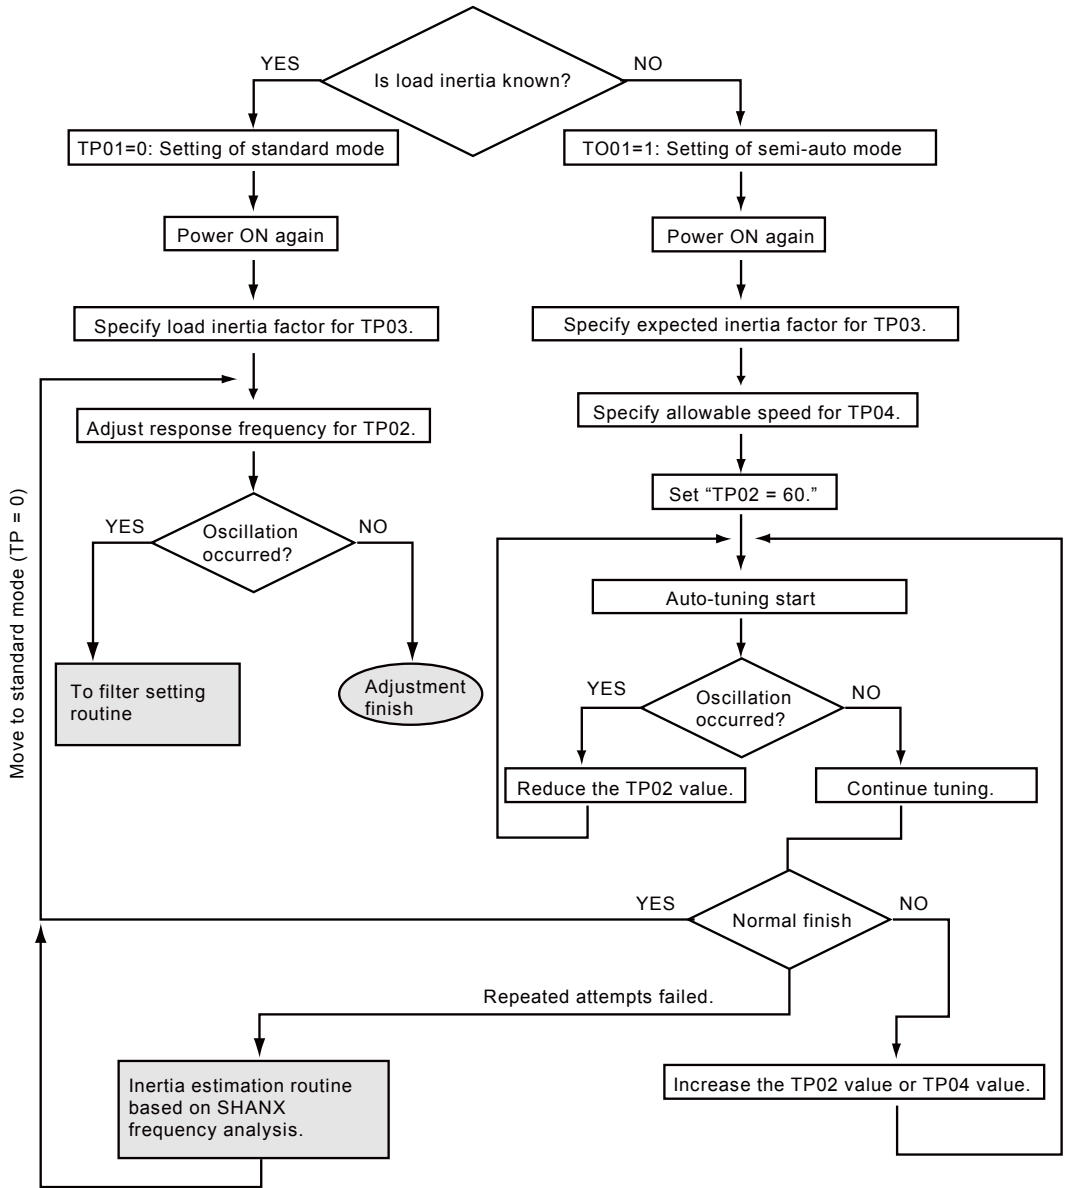 Is load inertia known?
YES
NO
TP01=0: Setting of standard mode
TO01=1: Setting of semi-auto mode
Power ON again
Power ON again
Specify load inertia factor for TP03.
Specify expected inertia factor for TP03.
Adjust response frequency for TP02.
Specify allowable speed for TP04.
Set “TP02 = 60.”
Move to standard mode (TP = 0)
YES
Oscillation
occurred?
NO
Auto-tuning start
To filter setting
routine
Adjustment
finish
YES
Oscillation
occurred?
NO
Reduce the TP02 value.
Continue tuning.
YES
Normal finish
NO
Repeated attempts failed.
Inertia estimation routine
based on SHANX
frequency analysis.
Increase the TP02 value or TP04 value.